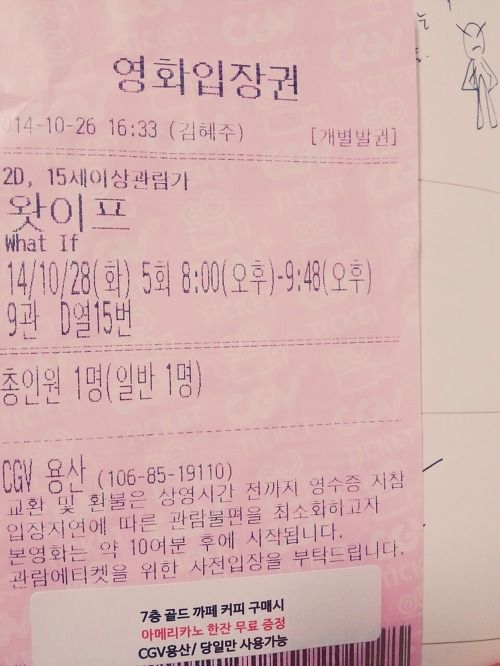 영화입장권
014-10-26 16:33 (김혜주) [개별발권]
2D, 15세이상관람가
왓이프
What If
14/10/28(화) 5회 8:00(오후)-9:48(오후)
9관 D열15번
총인원 1명(일반 1명)
CGV 용산 (106-85-19110)
교환 및 환불은 상영시간 전까지 영수증 지참
입장지연에 따른 관람불편을 최소화하고자
본영화는 약 10여분 후에 시작됩니다.
관람에티켓을 위한 사전입장을 부탁드립니다.
7층 골드 까페 커피 구매시
아메리카노 한잔 무료 증정
CGV용산/ 당일만 사용가능